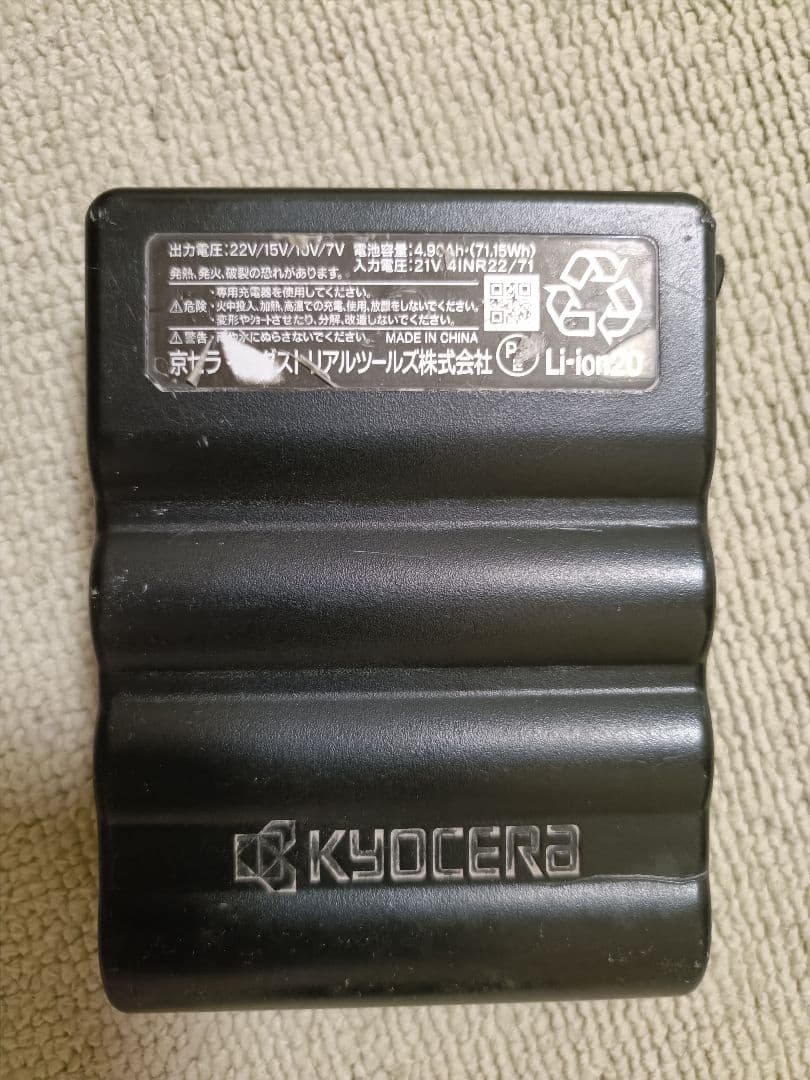 出力電圧:22V/15V/10V/7V 電池容量:4.90Ah・(71.15Wh)
発熱、発火、破裂の恐れがあります。 入力電圧:21V 4INR22/71
⚠危険 ・専用充電器を使用してください。
・火中投入、加熱、高温での充電、使用、放置をしないでください。
・変形やショートさせたり、分解、改造しないでください。
⚠警告 水にぬらさないでください。 MADE IN CHINA
京セラ ストリアルツールズ株式会社 PSE Li-ion20
KYOCERA